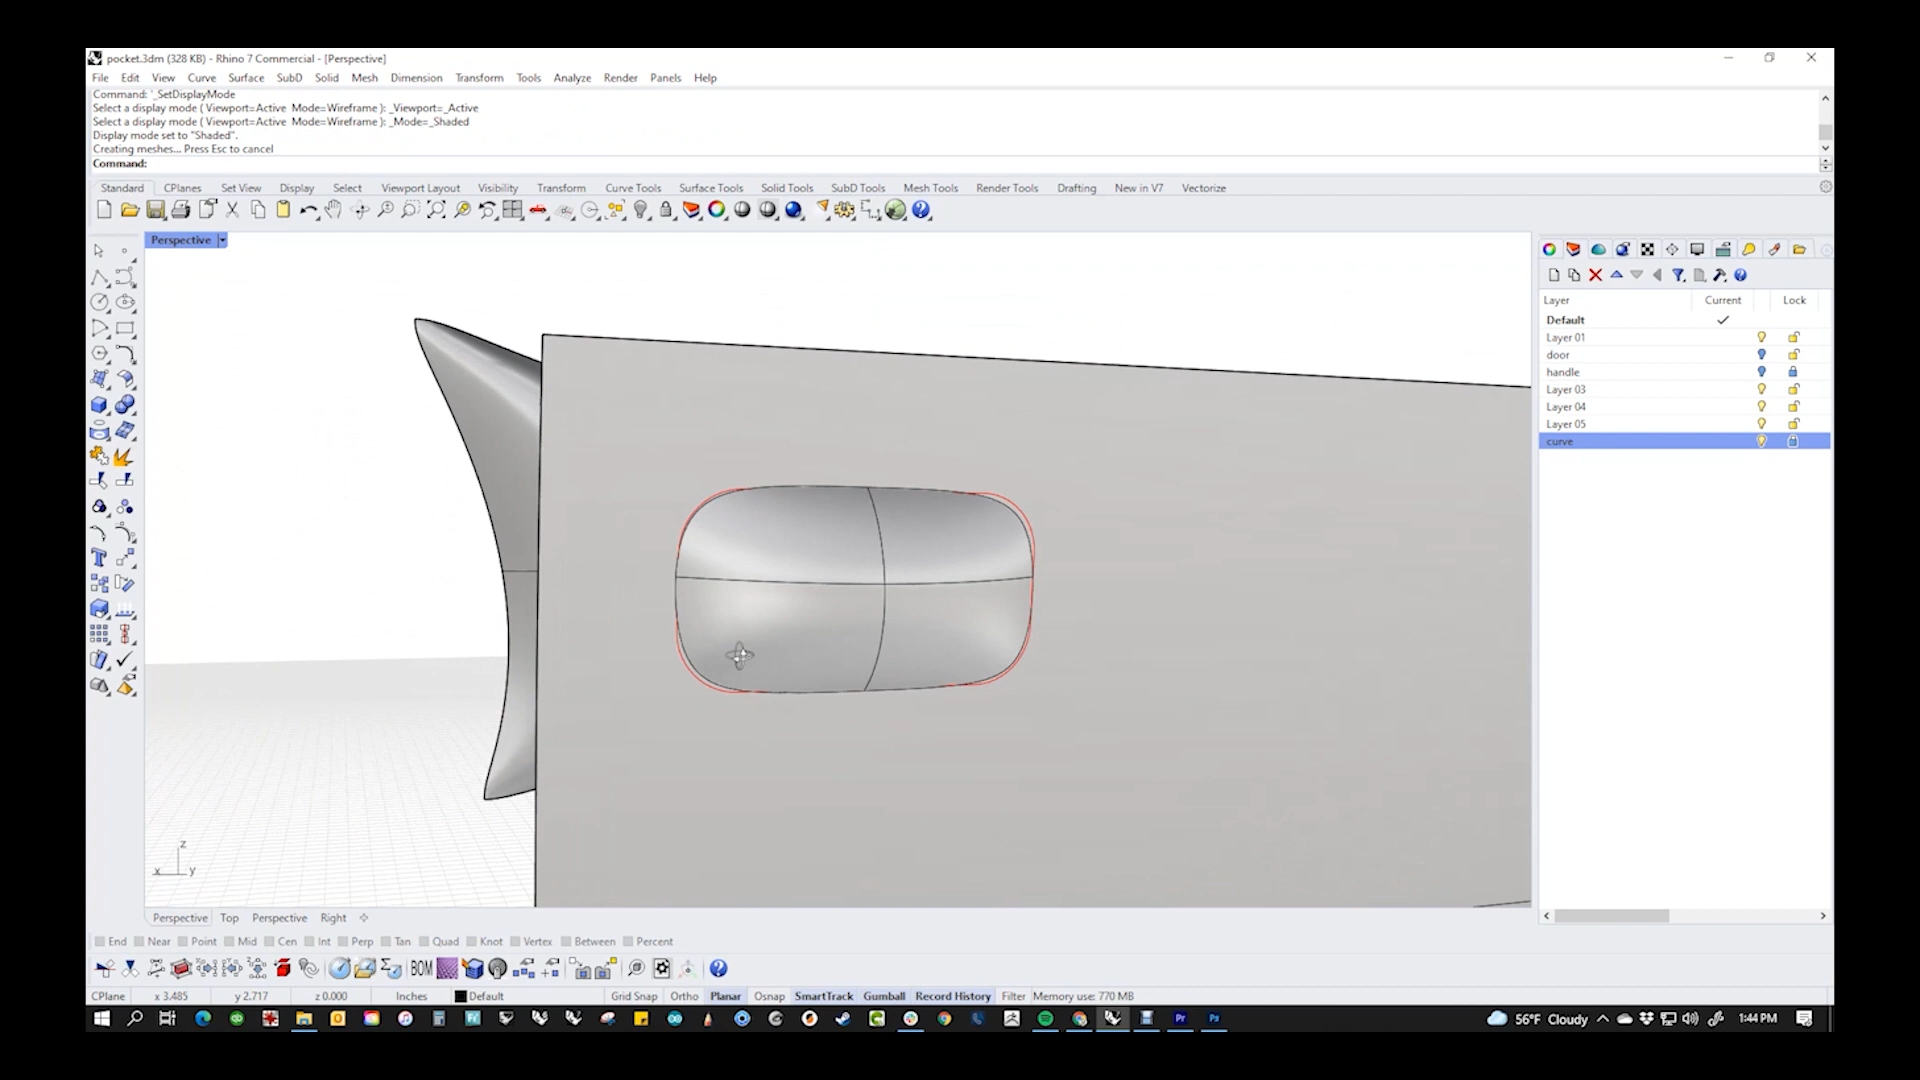 pocket.3dm (328 KB) - Rhino 7 Commercial - [Perspective]
File Edit View Curve Surface SubD Solid Mesh Dimension Transform Tools Analyze Render Panels Help
Command: '_SetDisplayMode
Select a display mode ( Viewport=Active Mode=Wireframe ): _Viewport=_Active
Select a display mode ( Viewport=Active Mode=Wireframe ): _Mode=_Shaded
Display mode set to "Shaded".
Creating meshes... Press Esc to cancel
Command:
Standard CPlanes Set View Display Select Viewport Layout Visibility Transform Curve Tools Surface Tools Solid Tools SubD Tools Mesh Tools Render Tools Drafting New in V7 Vectorize
Perspective
Layer Current Lock
Default
Layer 01
door
handle
Layer 03
Layer 04
Layer 05
curve
z
x y
Perspective Top Perspective Right
End Near Point Mid Cen Int Perp Tan Quad Knot Vertex Between Percent
BOM
CPlane x 3.485 y 2.717 z 0.000 Inches Default Grid Snap Ortho Planar Osnap SmartTrack Gumball Record History Filter Memory use: 770 MB
Pr Ps 56°F Cloudy 1:44 PM